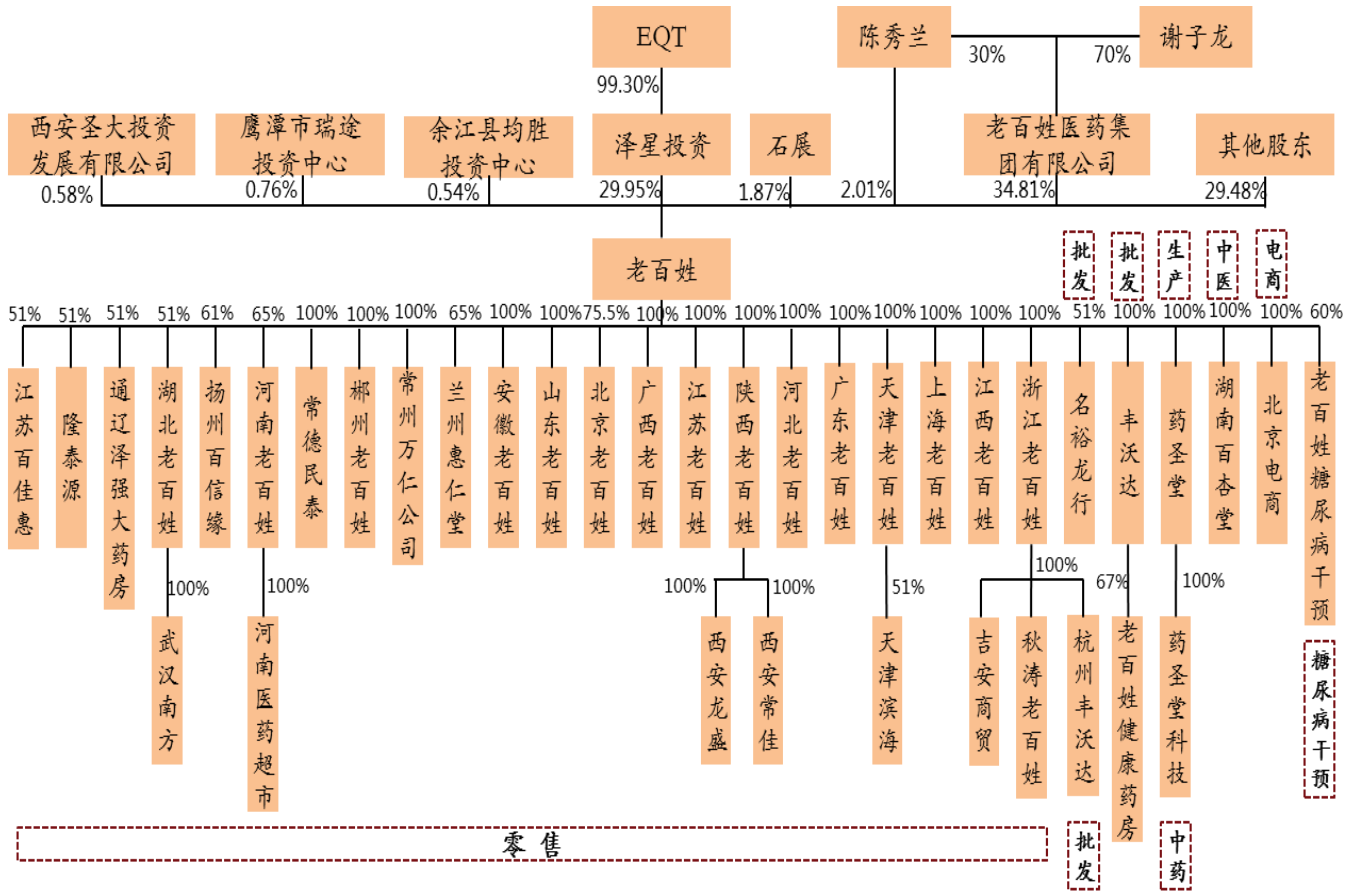 EQT
陈秀兰
谢子龙
30%
70%
99.30%
西安圣大投资
发展有限公司
鹰潭市瑞途
投资中心
余江县均胜
投资中心
泽星投资
石展
老百姓医药集
团有限公司
其他股东
0.58%
0.76%
0.54%
29.95%
1.87%
2.01%
34.81%
29.48%
老百姓
批发
批发
生产
中医
电商
51%
51%
51%
51%
61%
65%
100%
100%
100%
65%
100%
100%
75.5%
100%
100%
100%
100%
100%
100%
100%
100%
100%
51%
100%
100%
100%
100%
60%
江苏百佳惠
隆泰源
通辽泽强大药房
湖北老百姓
扬州百信缘
河南老百姓
常德民泰
郴州老百姓
常州万仁公司
兰州惠仁堂
安徽老百姓
山东老百姓
北京老百姓
广西老百姓
江苏老百姓
陕西老百姓
河北老百姓
广东老百姓
天津老百姓
上海老百姓
江西老百姓
浙江老百姓
名裕龙行
丰沃达
药圣堂
湖南百杏堂
北京电商
老百姓糖尿病干预
100%
100%
100%
100%
51%
100%
67%
100%
武汉南方
河南医药超市
西安龙盛
西安常佳
天津滨海
吉安商贸
秋涛老百姓
杭州丰沃达
老百姓健康药房
药圣堂科技
糖尿病干预
零售
批发
中药